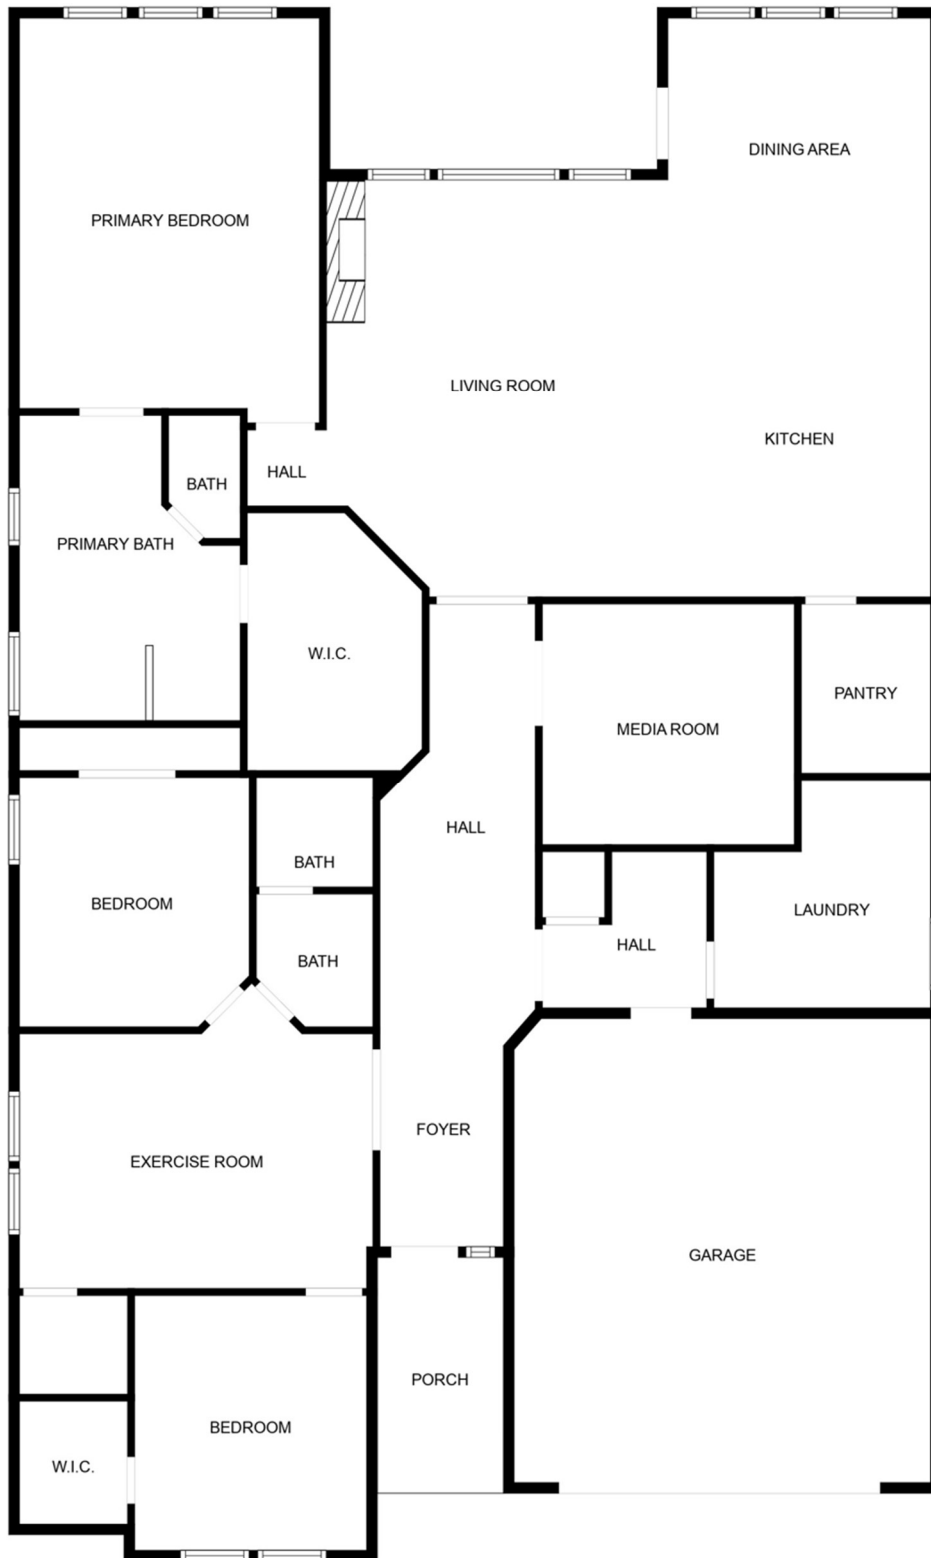 DINING AREA
PRIMARY BEDROOM
LIVING ROOM
KITCHEN
HALL
BATH
PRIMARY BATH
W.I.C.
PANTRY
MEDIA ROOM
HALL
BATH
BEDROOM
LAUNDRY
HALL
BATH
FOYER
EXERCISE ROOM
GARAGE
PORCH
BEDROOM
W.I.C.